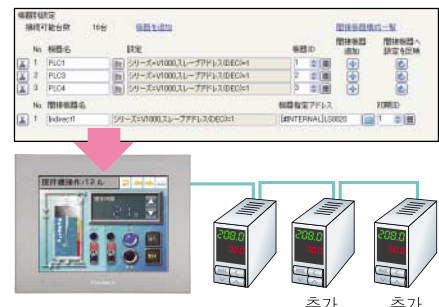 機器別設定
接続可能台数 16台 機器を追加 間接機器構成一覧
No. 機器名 設定 機器ID 間接機器追加 間接機器へ設定を反映
1 PLC1 シリーズ=V1000,スレーブアドレス(DEC)=1 1
2 PLC3 シリーズ=V1000,スレーブアドレス(DEC)=1 2
3 PLC4 シリーズ=V1000,スレーブアドレス(DEC)=1 3
No. 間接機器名 機器指定アドレス 初期ID
1 Indirect1 シリーズ=V1000,スレーブアドレス(DEC)=1 [#INTERNAL]LS0020 1
撹拌機操作パネル
208.0
208.0
208.0
추가 추가